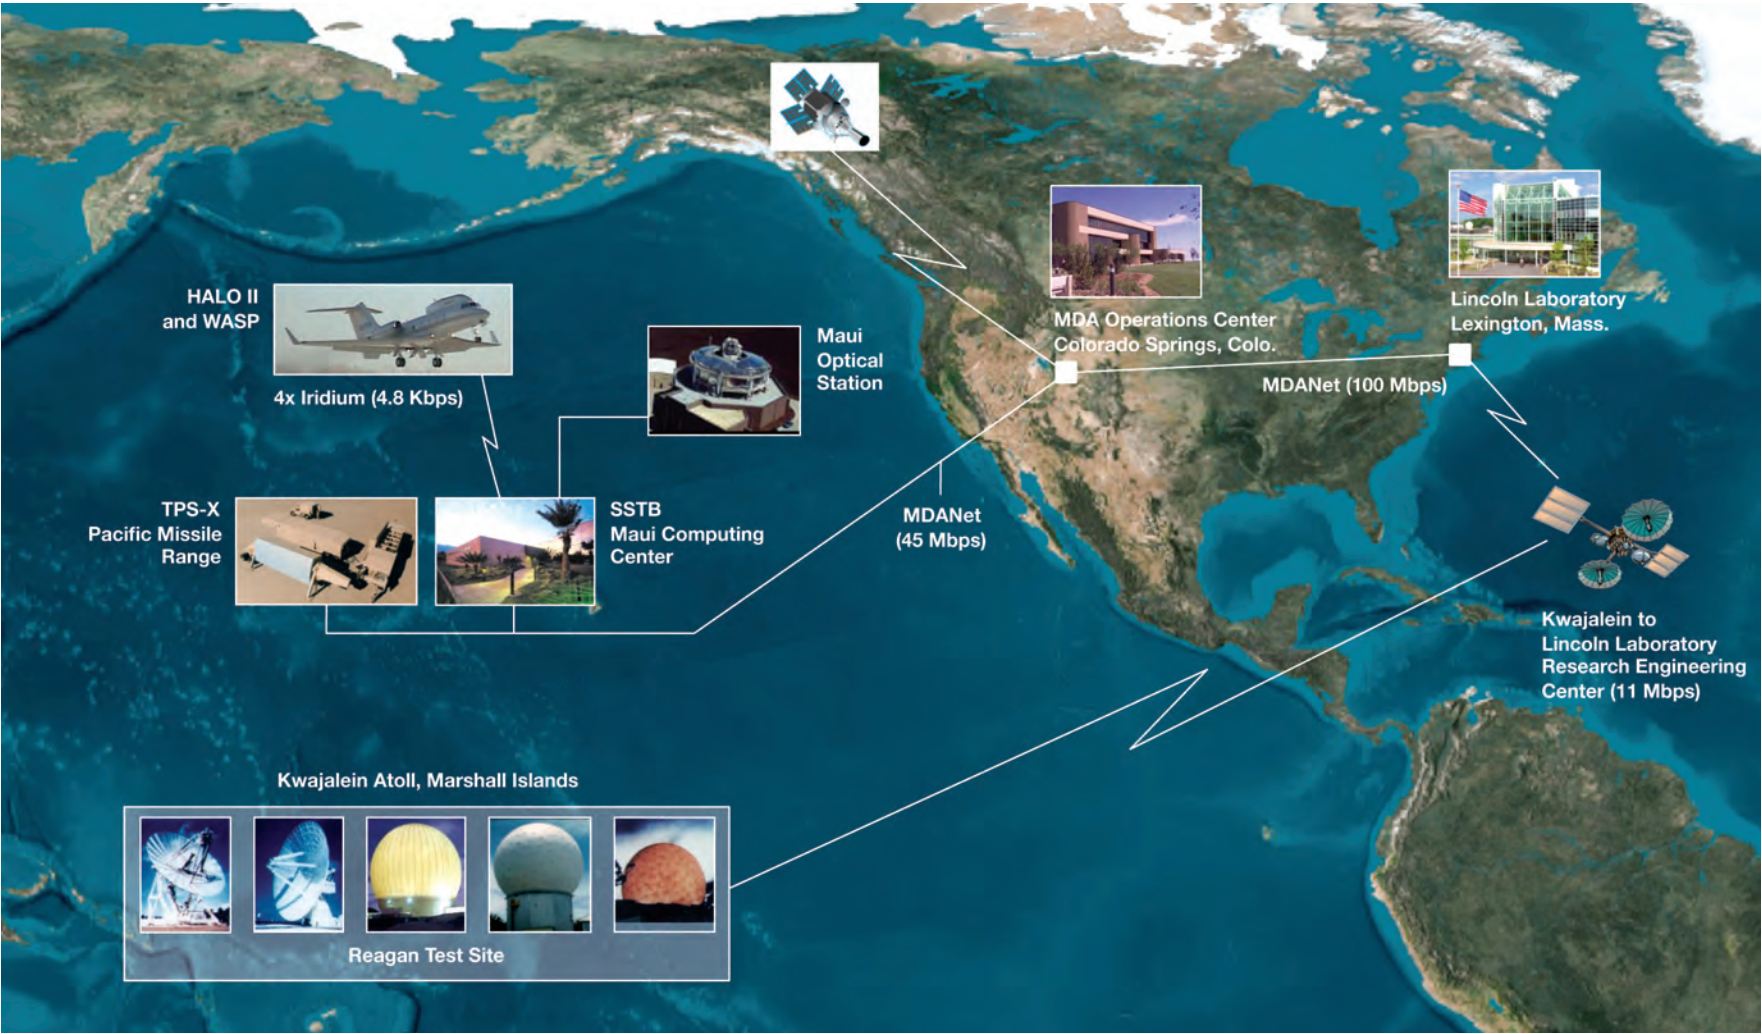 HALO II
and WASP
4x Iridium (4.8 Kbps)
Maui
Optical
Station
MDA Operations Center
Colorado Springs, Colo.
Lincoln Laboratory
Lexington, Mass.
MDANet (100 Mbps)
TPS-X
Pacific Missile
Range
SSTB
Maui Computing
Center
MDANet
(45 Mbps)
Kwajalein to
Lincoln Laboratory
Research Engineering
Center (11 Mbps)
Kwajalein Atoll, Marshall Islands
Reagan Test Site